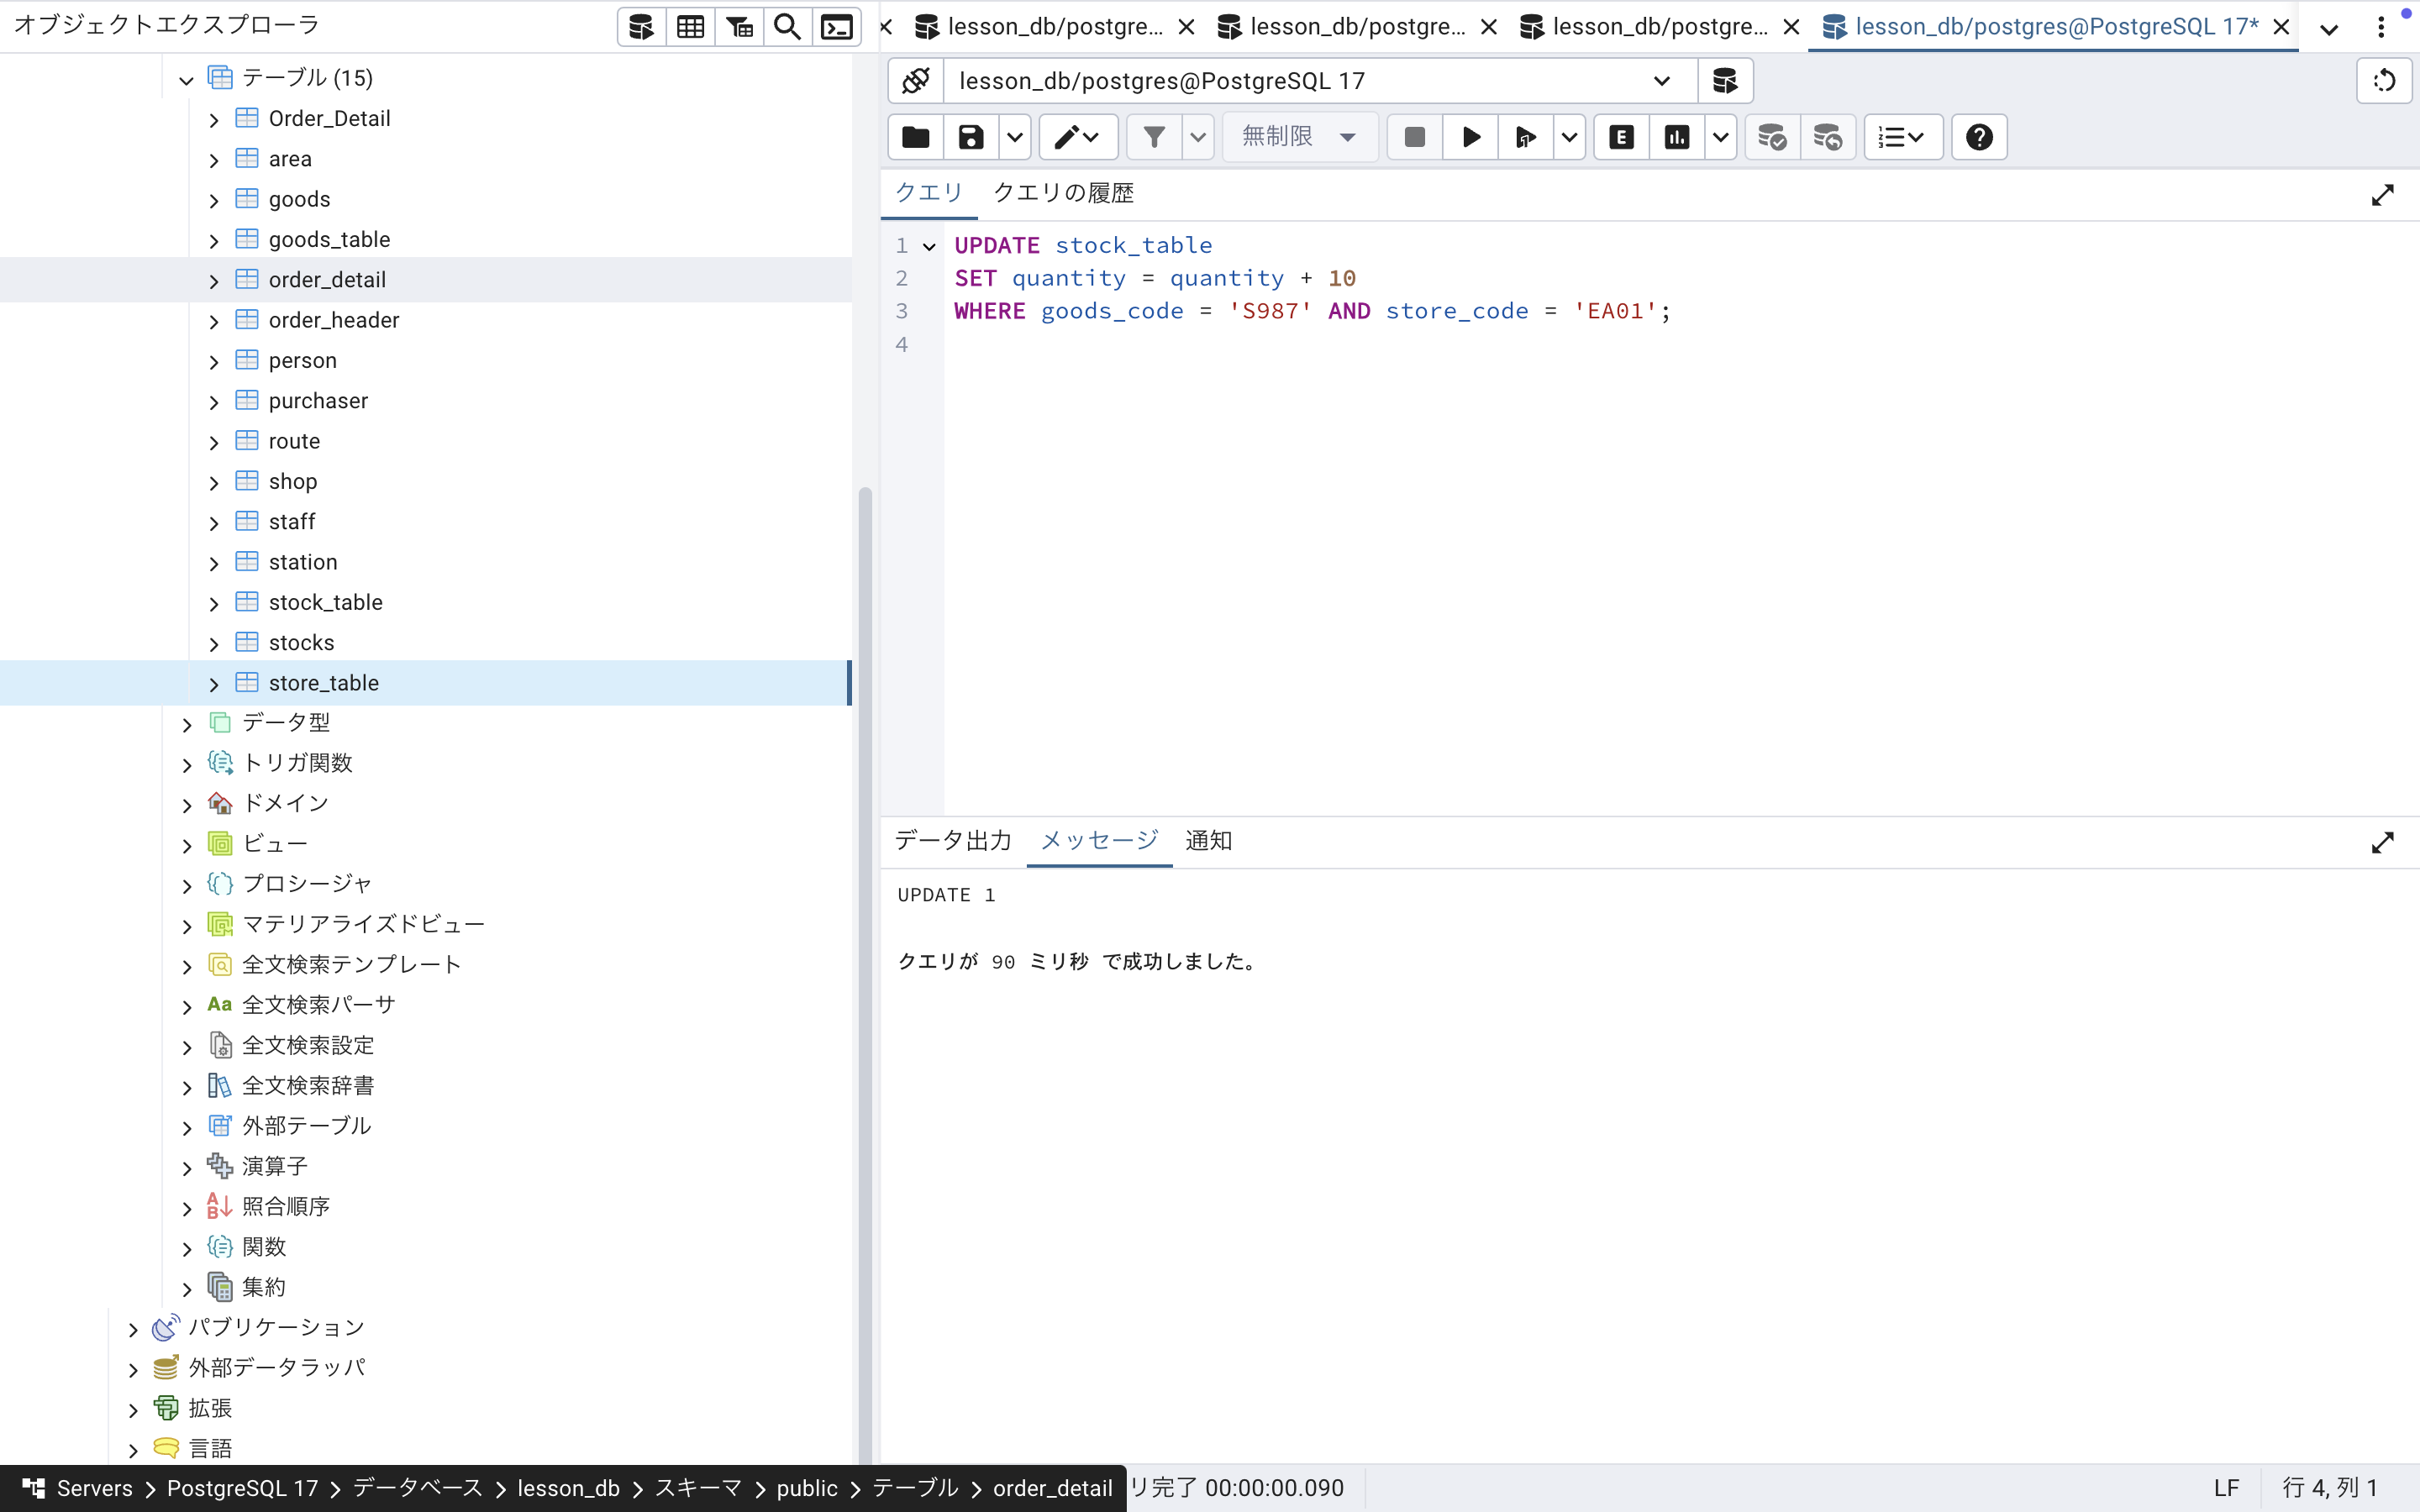 オブジェクトエクスプローラ
テーブル (15)
Order_Detail
area
goods
goods_table
order_detail
order_header
person
purchaser
route
shop
staff
station
stock_table
stocks
store_table
データ型
トリガ関数
ドメイン
ビュー
プロシージャ
マテリアライズドビュー
全文検索テンプレート
Aa 全文検索パーサ
全文検索設定
全文検索辞書
外部テーブル
演算子
照合順序
関数
集約
パブリケーション
外部データラッパ
拡張
言語
Servers > PostgreSQL 17 > データベース > lesson_db > スキーマ > public > テーブル > order_detail
lesson_db/postgre... lesson_db/postgre... lesson_db/postgre... lesson_db/postgres@PostgreSQL 17*
lesson_db/postgres@PostgreSQL 17
無制限
クエリ クエリの履歴
1 UPDATE stock_table
2 SET quantity = quantity + 10
3 WHERE goods_code = 'S987' AND store_code = 'EA01';
4
データ出力 メッセージ 通知
UPDATE 1
クエリが 90 ミリ秒 で成功しました。
リ完了 00:00:00.090
LF 行 4, 列 1